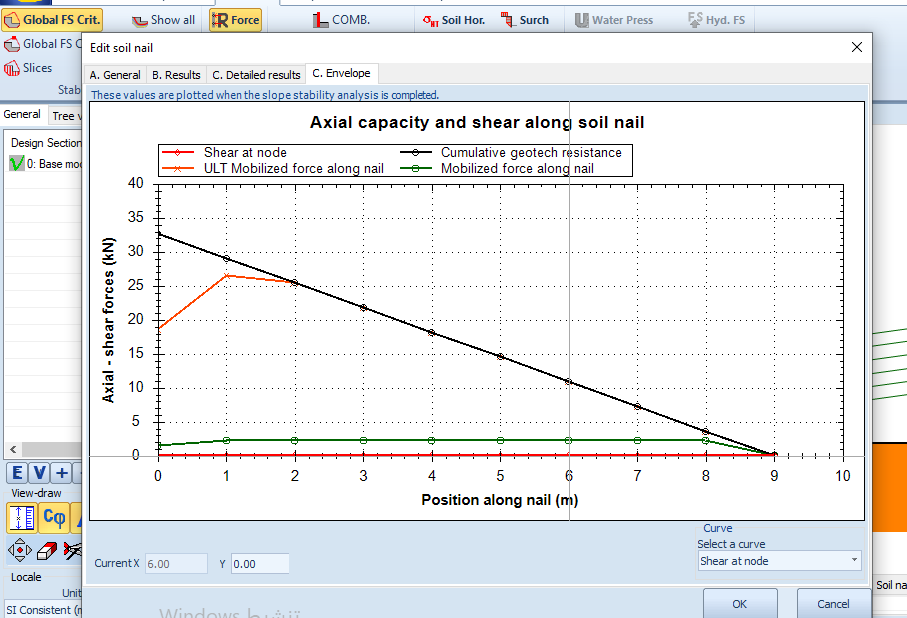 Global FS Crit.
Show all
Force
COMB.
Soil Hor.
Surch
Water Press
Hyd. FS
Global FS C
Slices
Stab
Edit soil nail
General
Tree v
A. General
B. Results
C. Detailed results
C. Envelope
These values are plotted when the slope stability analysis is completed.
Design Section
0: Base mod
Axial capacity and shear along soil nail
Shear at node
Cumulative geotech resistance
ULT Mobilized force along nail
Mobilized force along nail
Axial - shear forces (kN)
40
35
30
25
20
15
10
5
0
0 1 2 3 4 5 6 7 8 9 10
Position along nail (m)
E V +
View-draw
Cφ
Locale
Unit
SI Consistent (m
Current X 6.00 Y 0.00
Curve
Select a curve
Shear at node
Soil na
OK
Cancel
Windows